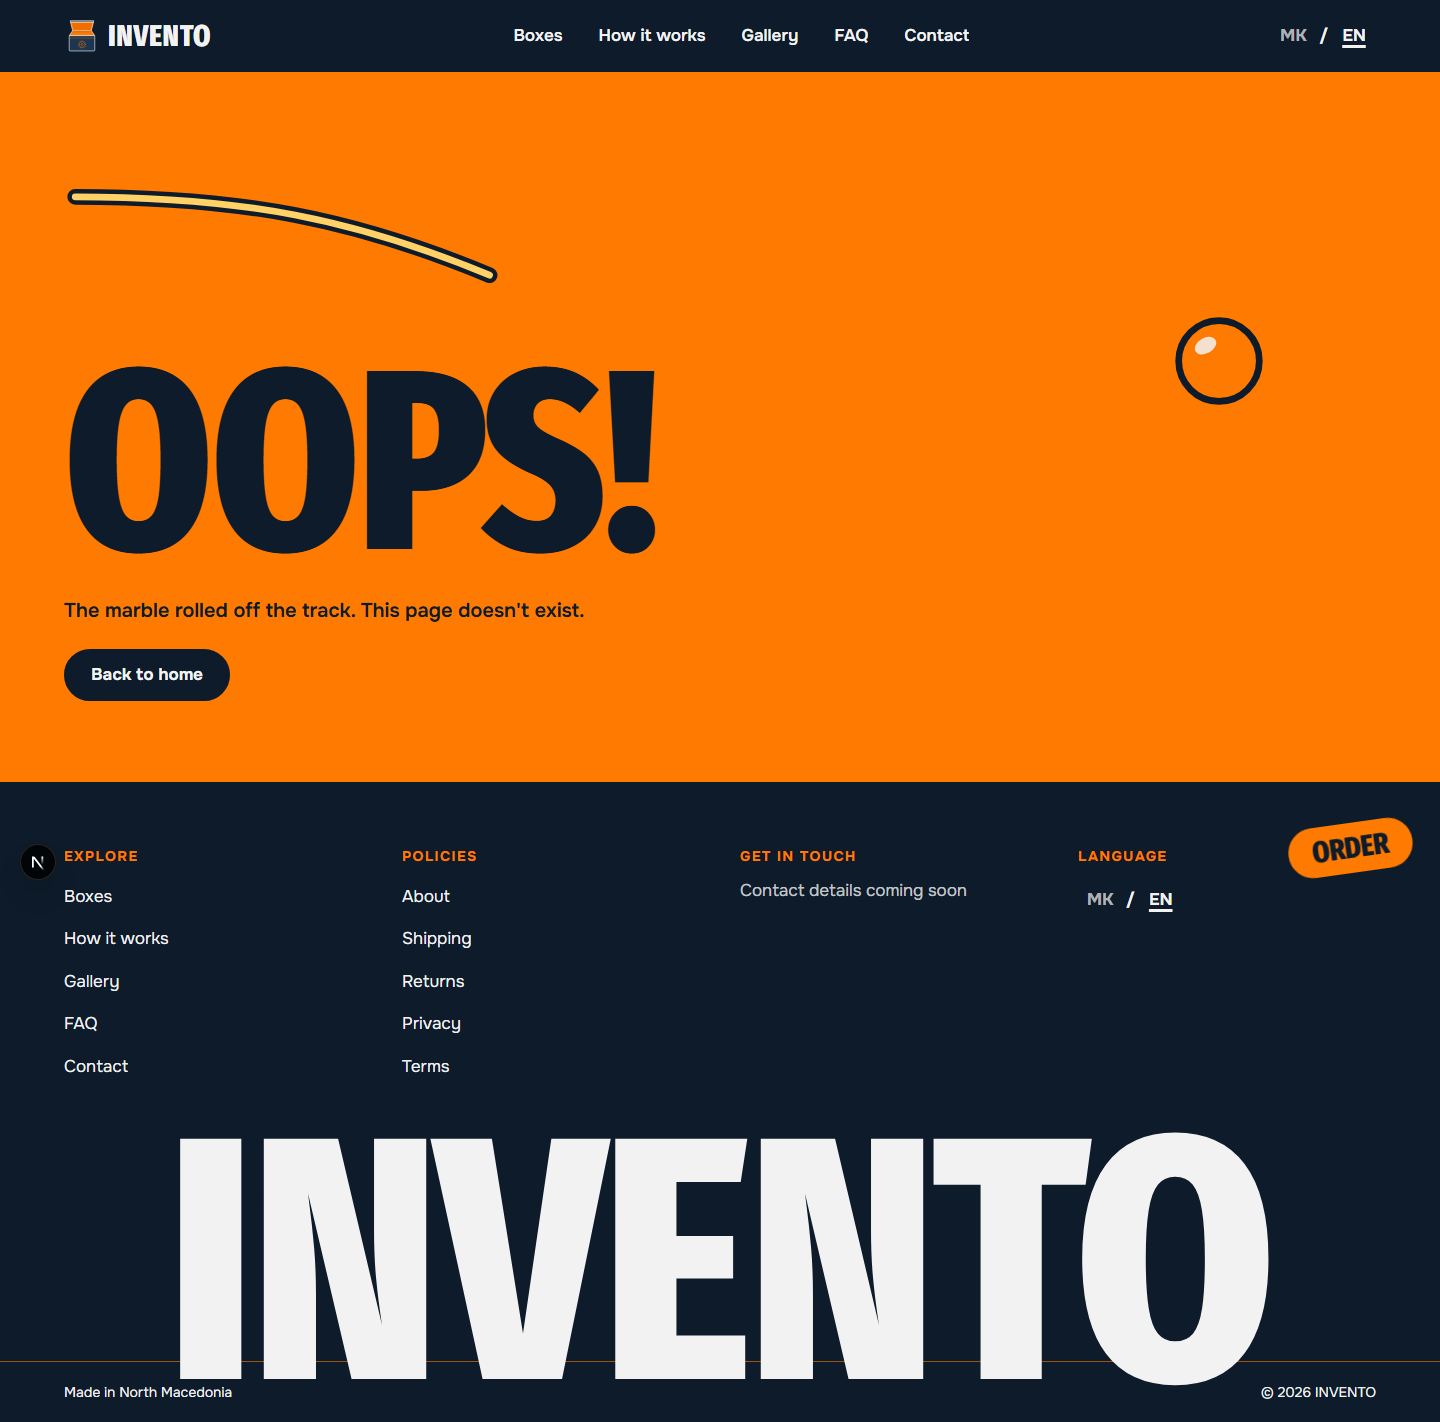 INVENTO
Boxes How it works Gallery FAQ Contact
MK / EN
OOPS!
The marble rolled off the track. This page doesn't exist.
Back to home
ORDER
N
EXPLORE
Boxes
How it works
Gallery
FAQ
Contact
POLICIES
About
Shipping
Returns
Privacy
Terms
GET IN TOUCH
Contact details coming soon
LANGUAGE
MK / EN
INVENTO
Made in North Macedonia
© 2026 INVENTO